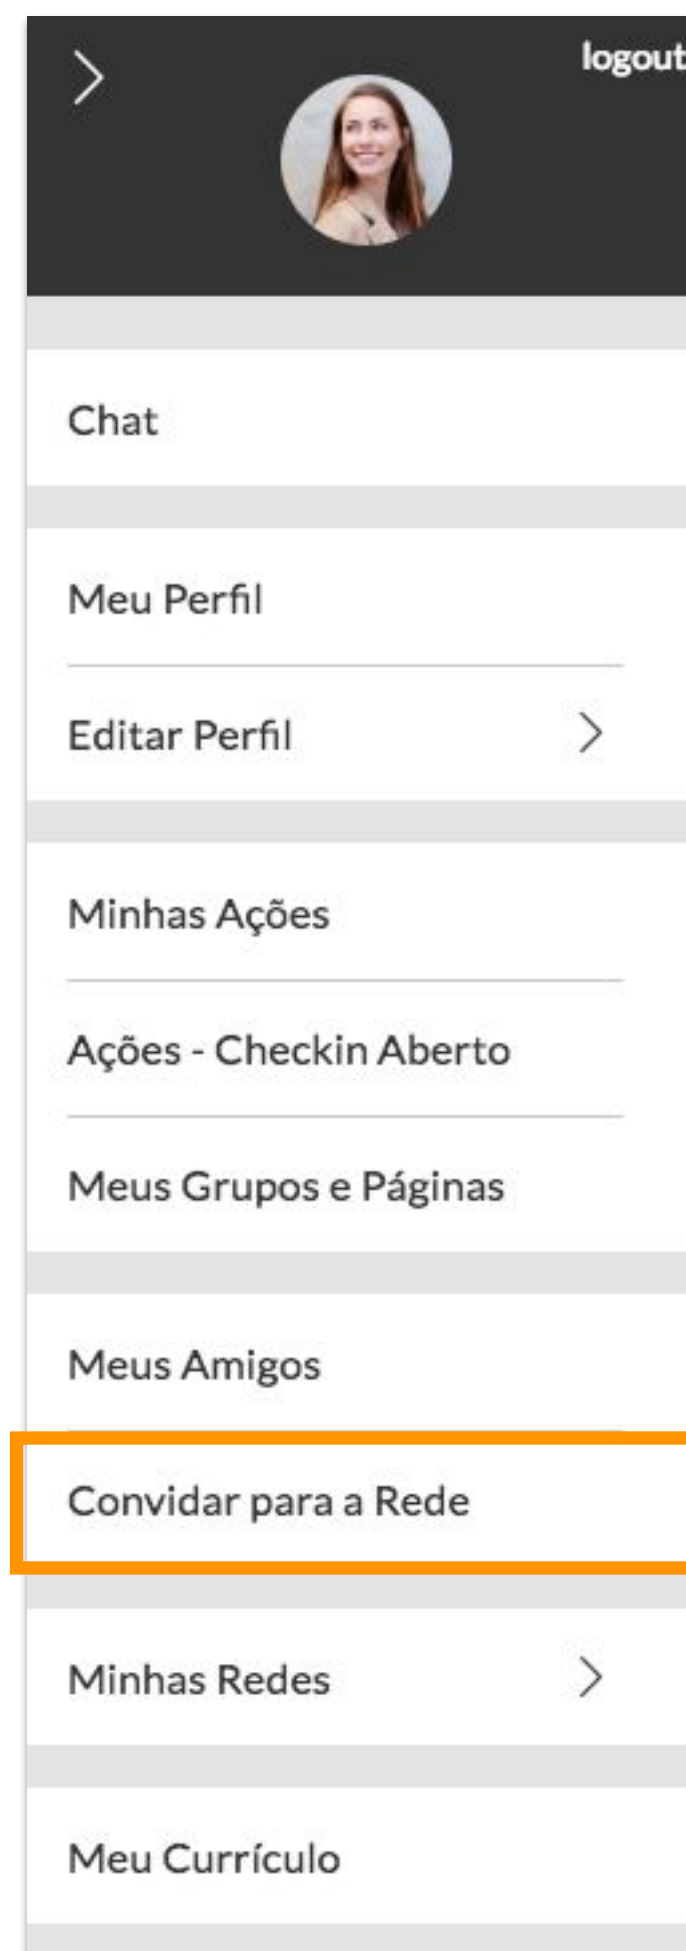 logout
Chat
Meu Perfil
Editar Perfil
Minhas Ações
Ações - Checkin Aberto
Meus Grupos e Páginas
Meus Amigos
Convidar para a Rede
Minhas Redes
Meu Currículo